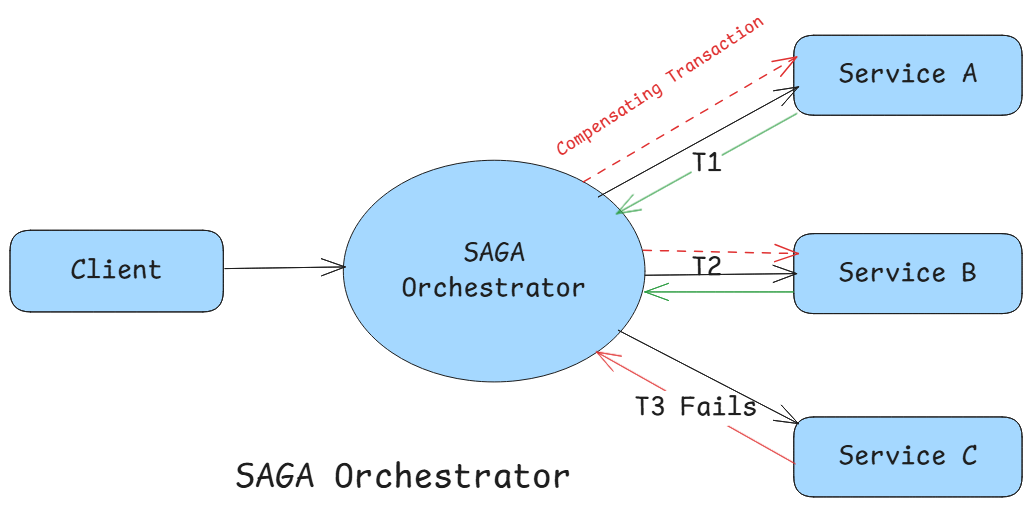 Compensating Transaction
Service A
T1
Client
SAGA
Orchestrator
T2
Service B
T3 Fails
Service C
SAGA Orchestrator